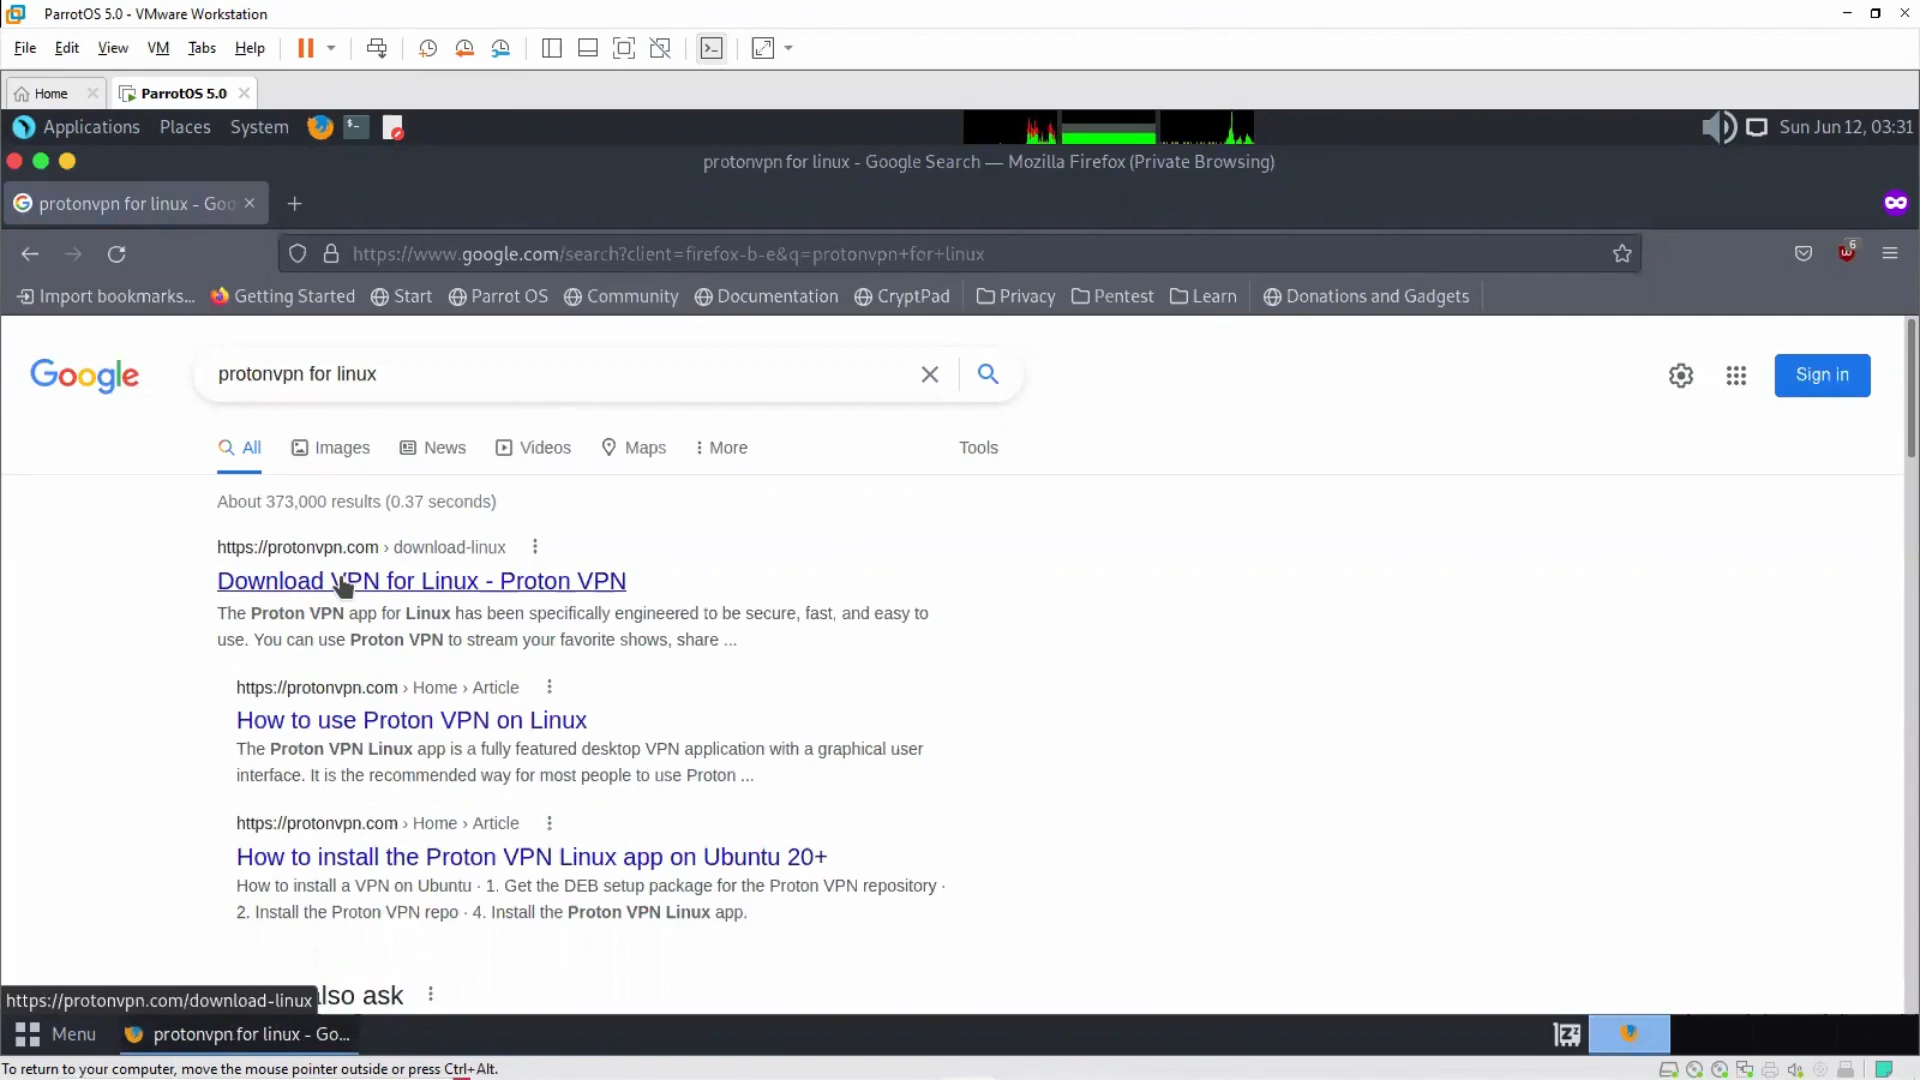 ParrotOS 5.0 - VMware Workstation
File Edit View VM Tabs Help
Home ParrotOS 5.0
Applications Places System Sun Jun 12, 03:31
protonvpn for linux - Google Search — Mozilla Firefox (Private Browsing)
protonvpn for linux - Goo
https://www.google.com/search?client=firefox-b-e&q=protonvpn+for+linux
6
Import bookmarks... Getting Started Start Parrot OS Community Documentation CryptPad Privacy Pentest Learn Donations and Gadgets
Google protonvpn for linux Sign in
All Images News Videos Maps More Tools
About 373,000 results (0.37 seconds)
https://protonvpn.com › download-linux
Download VPN for Linux - Proton VPN
The Proton VPN app for Linux has been specifically engineered to be secure, fast, and easy to
use. You can use Proton VPN to stream your favorite shows, share ...
https://protonvpn.com › Home › Article
How to use Proton VPN on Linux
The Proton VPN Linux app is a fully featured desktop VPN application with a graphical user
interface. It is the recommended way for most people to use Proton ...
https://protonvpn.com › Home › Article
How to install the Proton VPN Linux app on Ubuntu 20+
How to install a VPN on Ubuntu · 1. Get the DEB setup package for the Proton VPN repository ·
2. Install the Proton VPN repo · 4. Install the Proton VPN Linux app.
also ask
https://protonvpn.com/download-linux
Menu protonvpn for linux - Go...
To return to your computer, move the mouse pointer outside or press Ctrl+Alt.